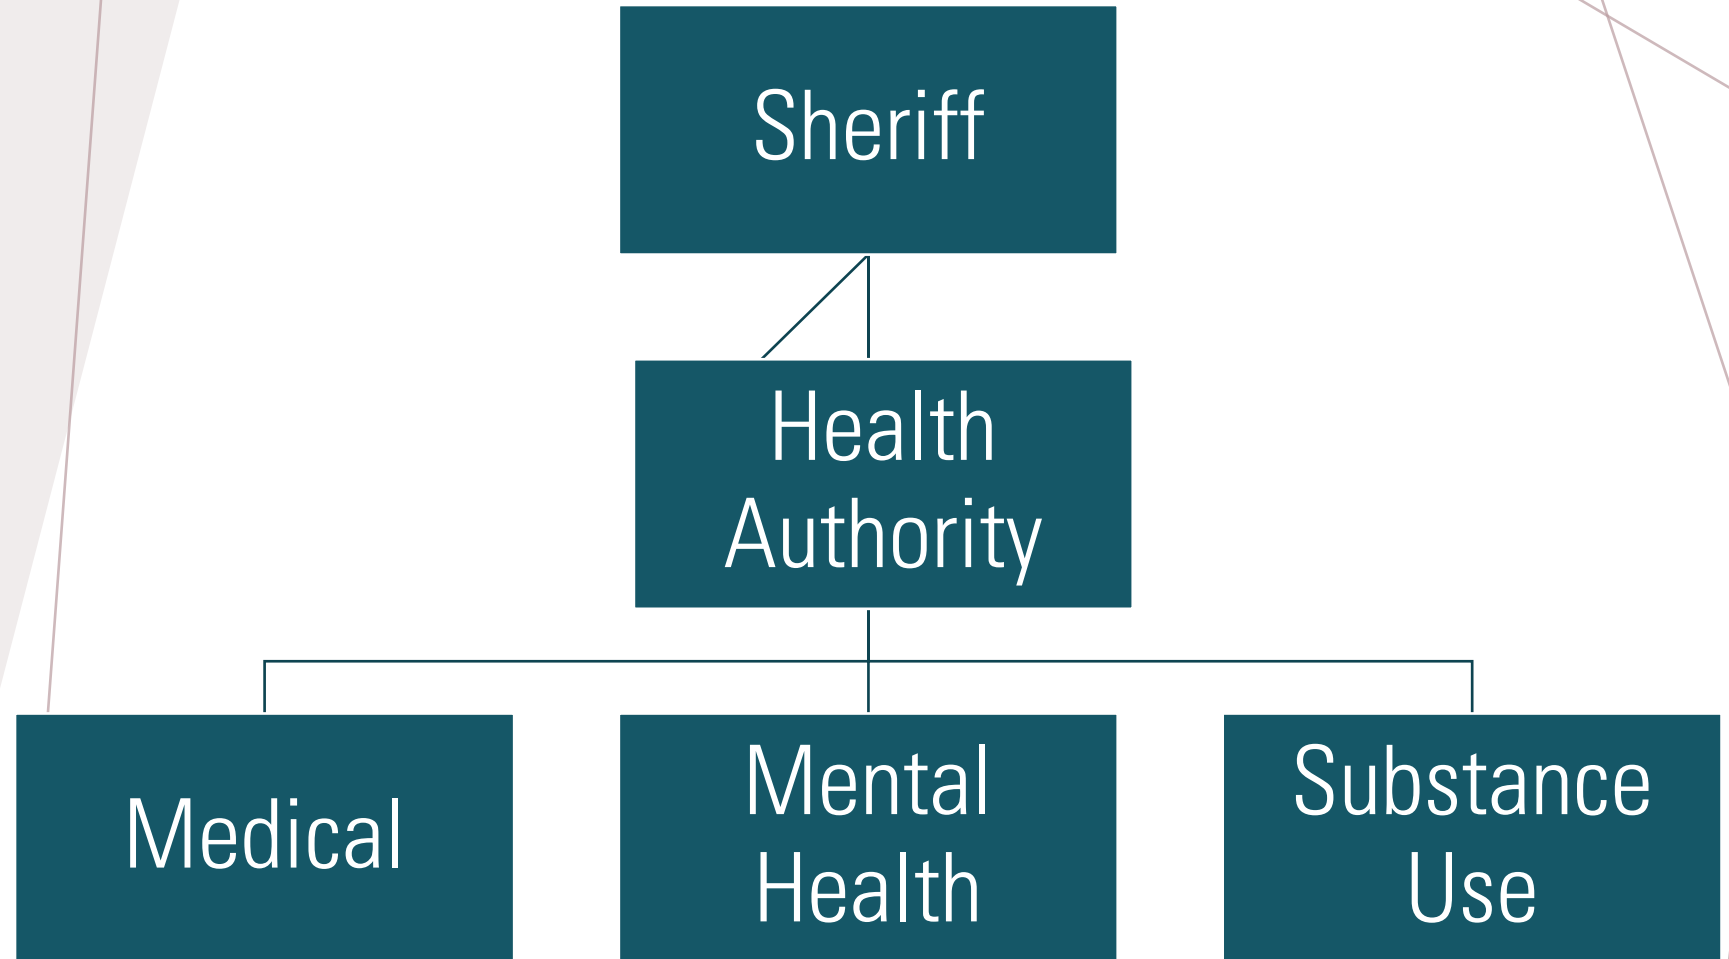 Sheriff
Health
Authority
Medical
Mental
Health
Substance
Use